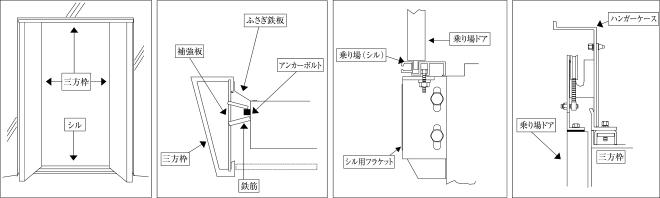 三方枠
シル
ふさぎ鉄板
補強板
アンカーボルト
三方枠
鉄筋
乗り場ドア
乗り場(シル)
シル用フラケット
ハンガーケース
乗り場ドア
三方枠